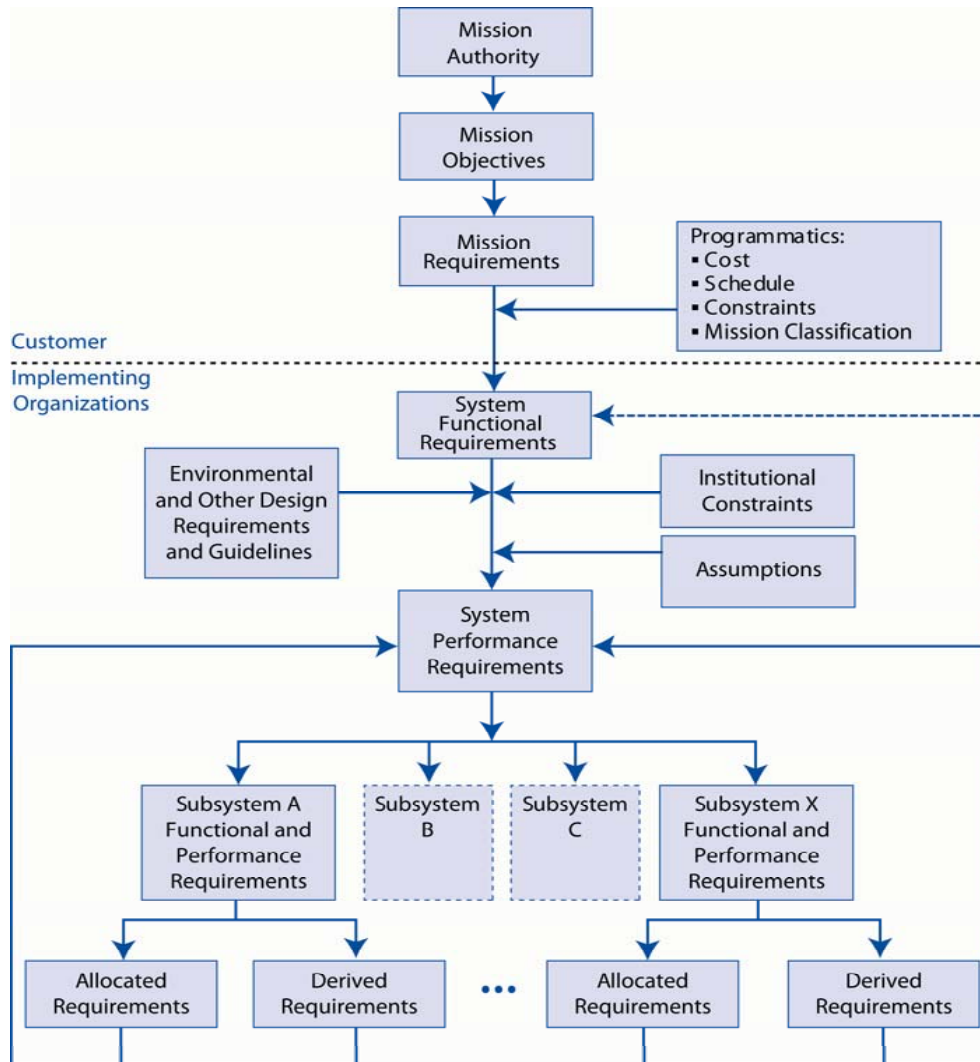 Mission
Authority
Mission
Objectives
Mission
Requirements
Programmatics:
▪ Cost
▪ Schedule
▪ Constraints
▪ Mission Classification
Customer
Implementing
Organizations
System
Functional
Requirements
Environmental
and Other Design
Requirements
and Guidelines
Institutional
Constraints
Assumptions
System
Performance
Requirements
Subsystem A
Functional and
Performance
Requirements
Subsystem
B
Subsystem
C
Subsystem X
Functional and
Performance
Requirements
Allocated
Requirements
Derived
Requirements
...
Allocated
Requirements
Derived
Requirements